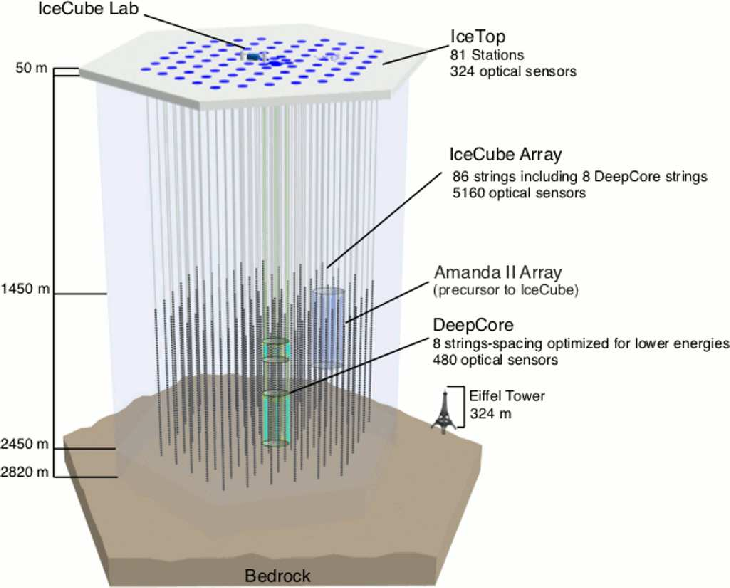 IceCube Lab
IceTop
81 Stations
324 optical sensors
50 m
IceCube Array
86 strings including 8 DeepCore strings
5160 optical sensors
1450 m
Amanda II Array
(precursor to IceCube)
DeepCore
8 strings-spacing optimized for lower energies
480 optical sensors
Eiffel Tower
324 m
2450 m
2820 m
Bedrock